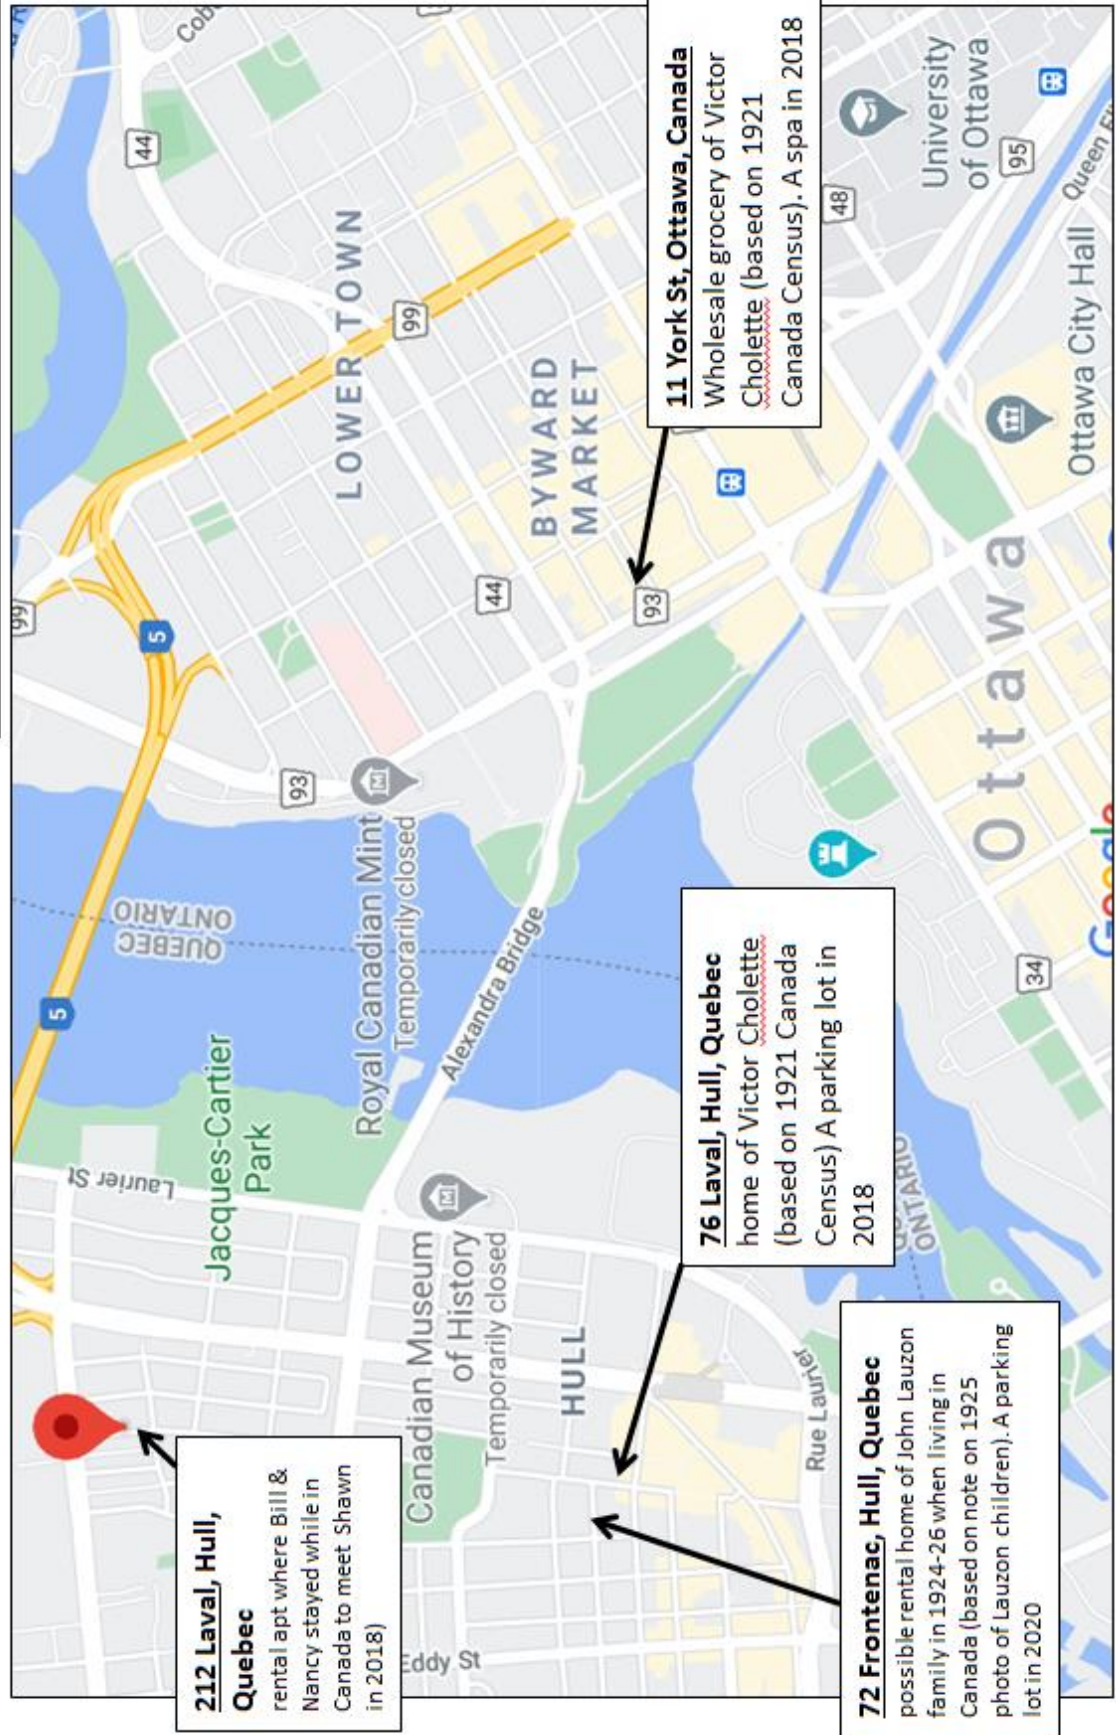 212 Laval, Hull,
Quebec
rental apt where Bill &
Nancy stayed while in
Canada to meet Shawn
in 2018)
5
QUEBEC
ONTARIO
5
99
44
Laurier St
Jacques-Cartier
Park
93
LOWER TOWN
99
Royal Canadian Mint
Temporarily closed
Canadian Museum
of History
Temporarily closed
Alexandra Bridge
44
Eddy St
HULL
BYWARD
MARKET
93
11 York St, Ottawa, Canada
Wholesale grocery of Victor
Cholette (based on 1921
Canada Census). A spa in 2018
76 Laval, Hull, Quebec
home of Victor Cholette
(based on 1921 Canada
Census) A parking lot in
2018
Rue Laurier
48
72 Frontenac, Hull, Quebec
possible rental home of John Lauzon
family in 1924-26 when living in
Canada (based on note on 1925
photo of Lauzon children). A parking
lot in 2020
ONTARIO
University
of Ottawa
95
Ottawa
34
Ottawa City Hall
Queen
Google